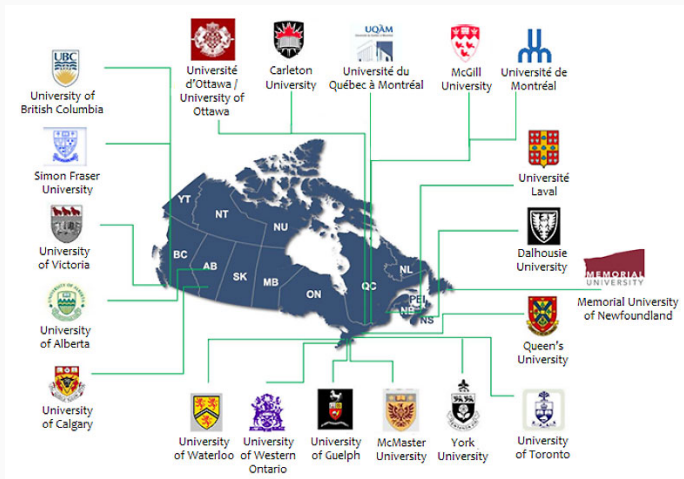 UBC
University of
British Columbia
Université
d'Ottawa /
University of
Ottawa
Carleton
University
UQÀM
Université du
Québec à Montréal
McGill
University
Université de
Montréal
Simon Fraser
University
Université
Laval
University
of Victoria
Dalhousie
University
MEMORIAL
UNIVERSITY
Memorial University
of Newfoundland
University
of Alberta
Queen's
University
University
of Calgary
YT
NT
NU
BC
AB
SK
MB
ON
QC
NL
PEI
NB
NS
University
of Waterloo
University
of Western
Ontario
University
of Guelph
McMaster
University
York
University
University
of Toronto